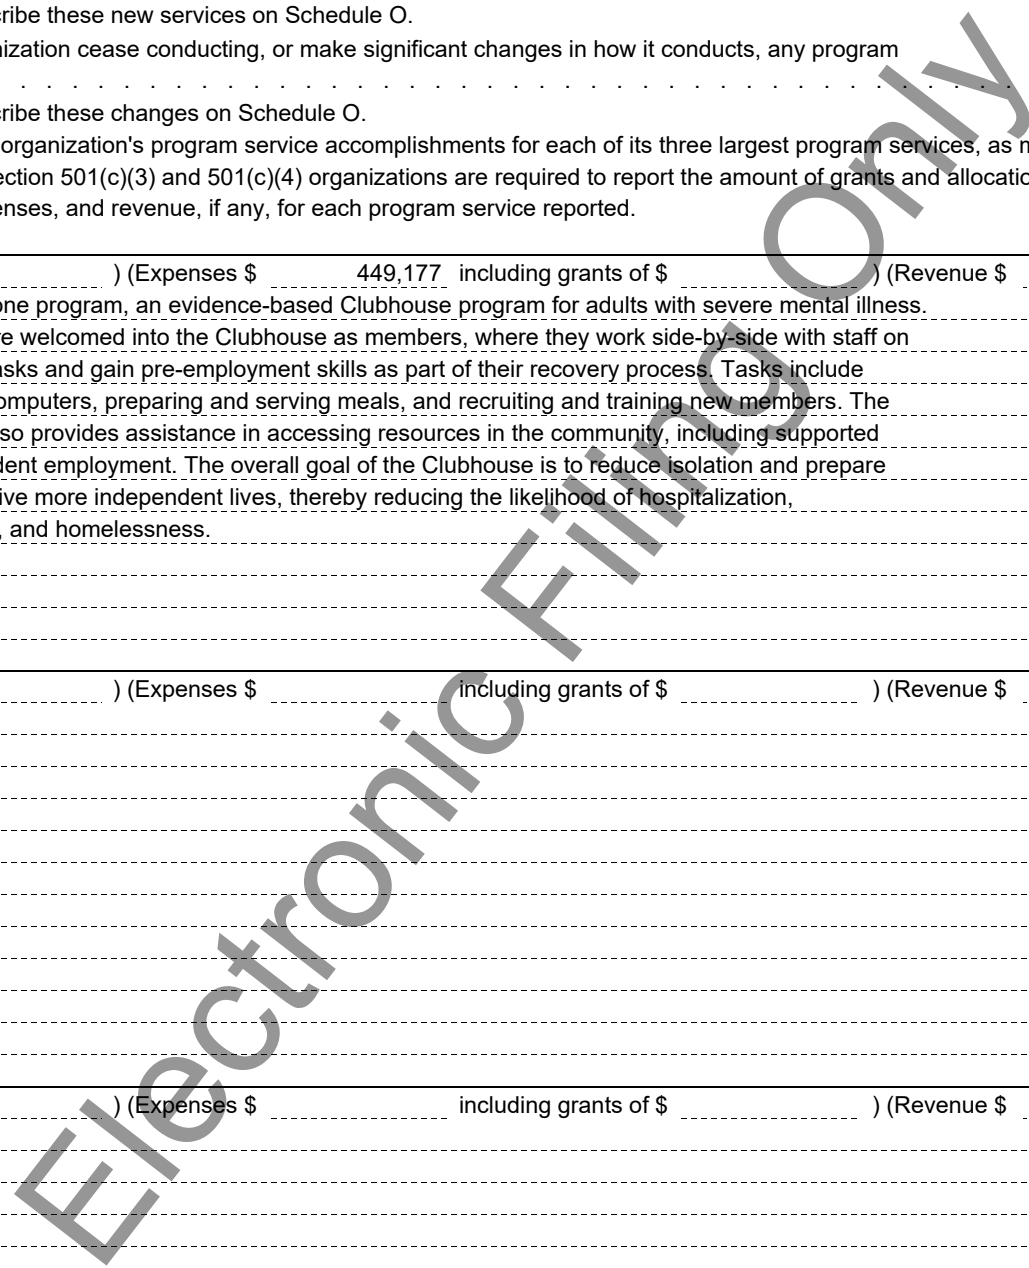 cribe these new services on Schedule O.
nization cease conducting, or make significant changes in how it conducts, any program
. . . . . . . . . . . . . . . . . . . . . . . . . . . . . . . . . . . . . . .
cribe these changes on Schedule O.
organization's program service accomplishments for each of its three largest program services, as m
ection 501(c)(3) and 501(c)(4) organizations are required to report the amount of grants and allocatio
enses, and revenue, if any, for each program service reported.
) (Expenses $ 449,177 including grants of $ ) (Revenue $
one program, an evidence-based Clubhouse program for adults with severe mental illness.
re welcomed into the Clubhouse as members, where they work side-by-side with staff on
asks and gain pre-employment skills as part of their recovery process. Tasks include
omputers, preparing and serving meals, and recruiting and training new members. The
so provides assistance in accessing resources in the community, including supported
dent employment. The overall goal of the Clubhouse is to reduce isolation and prepare
ive more independent lives, thereby reducing the likelihood of hospitalization,
, and homelessness.
) (Expenses $ including grants of $ ) (Revenue $
) (Expenses $ including grants of $ ) (Revenue $
Electronic Filing Only